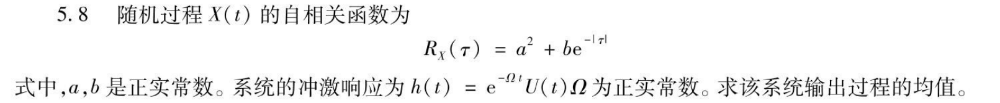 5.8 随机过程 X(t) 的自相关函数为
R_X(τ) = a² + be^{-|τ|}
式中,a,b 是正实常数。系统的冲激响应为 h(t) = e^{-Ωt}U(t)Ω为正实常数。求该系统输出过程的均值。